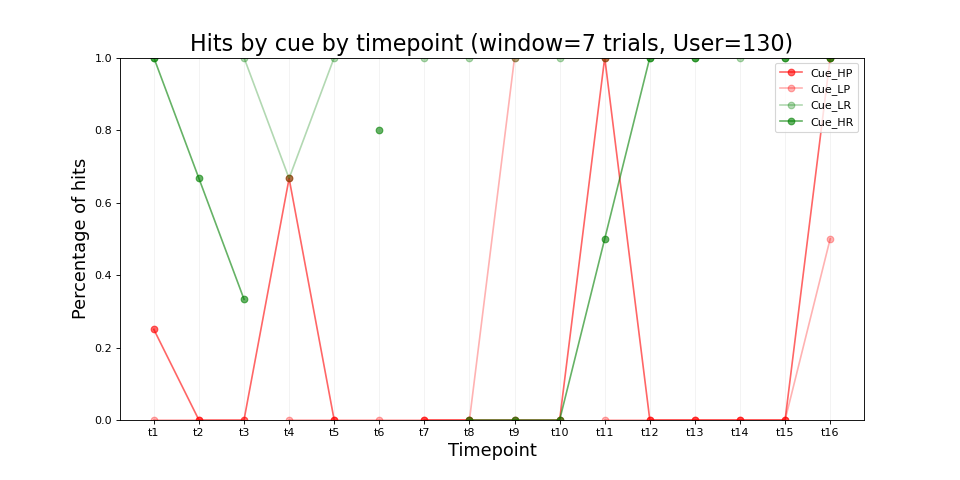 Hits by cue by timepoint (window=7 trials, User=130)
Percentage of hits
1.0
0.8
0.6
0.4
0.2
0.0
Cue_HP
Cue_LP
Cue_LR
Cue_HR
t1 t2 t3 t4 t5 t6 t7 t8 t9 t10 t11 t12 t13 t14 t15 t16
Timepoint